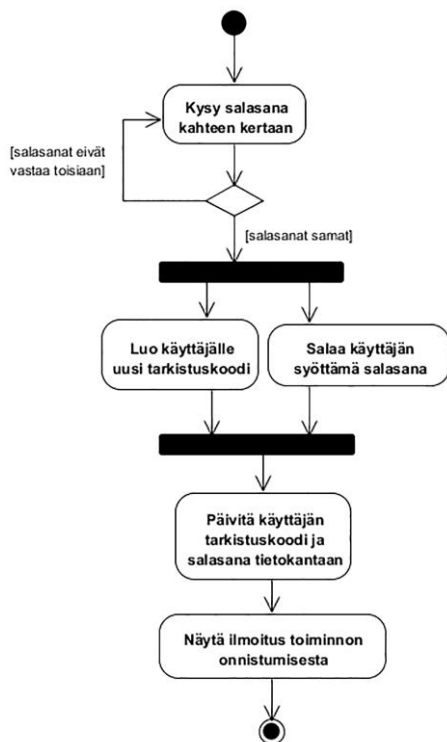 Kysy salasana
kahteen kertaan
[salasanat eivät
vastaa toisiaan]
[salasanat samat]
Luo käyttäjälle
uusi tarkistuskoodi
Salaa käyttäjän
syöttämä salasana
Päivitä käyttäjän
tarkistuskoodi ja
salasana tietokantaan
Näytä ilmoitus toiminnon
onnistumisesta